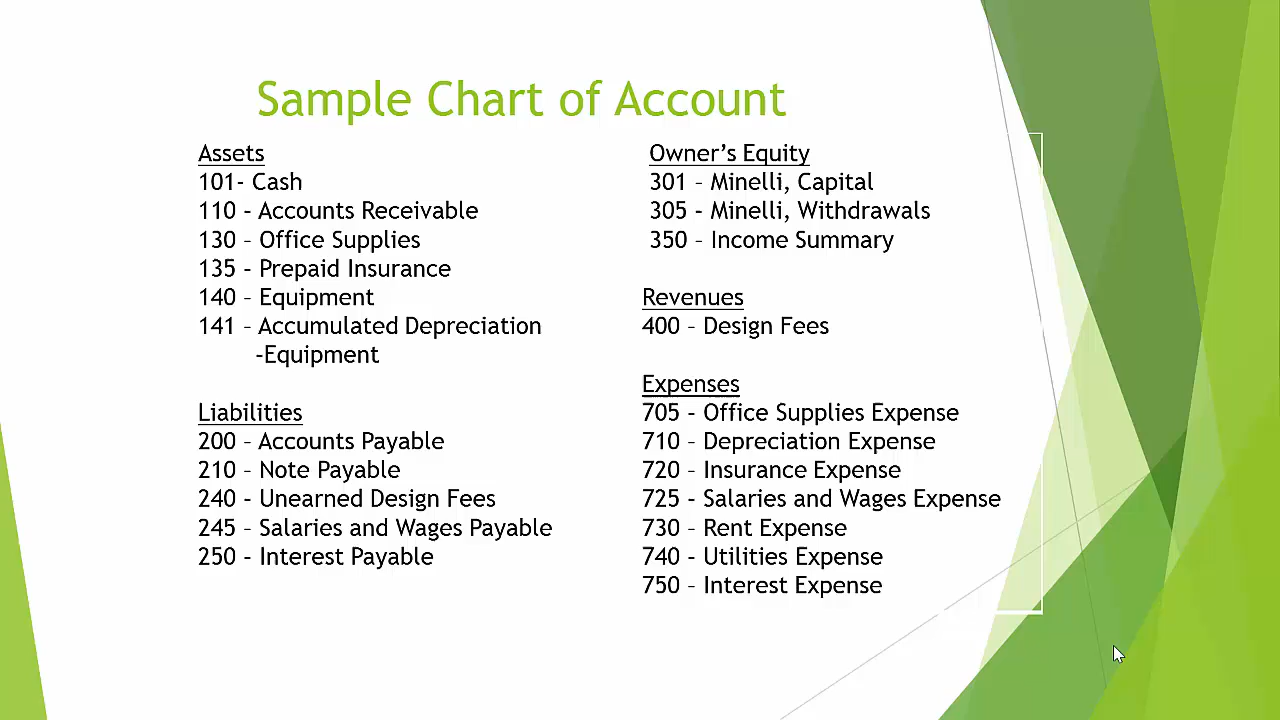 Sample Chart of Account
Assets
101- Cash
110 – Accounts Receivable
130 – Office Supplies
135 – Prepaid Insurance
140 – Equipment
141 – Accumulated Depreciation
-Equipment
Liabilities
200 – Accounts Payable
210 – Note Payable
240 – Unearned Design Fees
245 – Salaries and Wages Payable
250 – Interest Payable
Owner’s Equity
301 – Minelli, Capital
305 – Minelli, Withdrawals
350 – Income Summary
Revenues
400 – Design Fees
Expenses
705 – Office Supplies Expense
710 – Depreciation Expense
720 – Insurance Expense
725 – Salaries and Wages Expense
730 – Rent Expense
740 – Utilities Expense
750 – Interest Expense